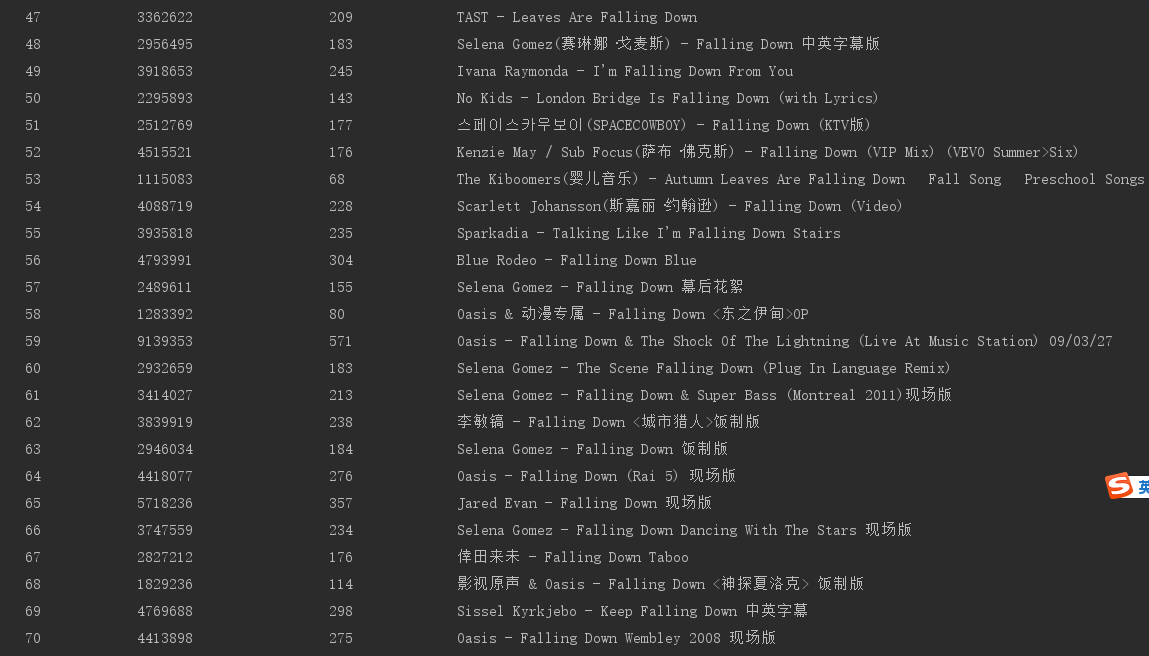 47 3362622 209 TAST - Leaves Are Falling Down
48 2956495 183 Selena Gomez(赛琳娜·戈麦斯) - Falling Down 中英字幕版
49 3918653 245 Ivana Raymonda - I'm Falling Down From You
50 2295893 143 No Kids - London Bridge Is Falling Down (with Lyrics)
51 2512769 177 스페이스카우보이(SPACECOWBOY) - Falling Down (KTV版)
52 4515521 176 Kenzie May / Sub Focus(萨布·佛克斯) - Falling Down (VIP Mix) (VEVO Summer>Six)
53 1115083 68 The Kiboomers(婴儿音乐) - Autumn Leaves Are Falling Down Fall Song Preschool Songs
54 4088719 228 Scarlett Johansson(斯嘉丽·约翰逊) - Falling Down (Video)
55 3935818 235 Sparkadia - Talking Like I'm Falling Down Stairs
56 4793991 304 Blue Rodeo - Falling Down Blue
57 2489611 155 Selena Gomez - Falling Down 幕后花絮
58 1283392 80 Oasis & 动漫专属 - Falling Down <东之伊甸>OP
59 9139353 571 Oasis - Falling Down & The Shock Of The Lightning (Live At Music Station) 09/03/27
60 2932659 183 Selena Gomez - The Scene Falling Down (Plug In Language Remix)
61 3414027 213 Selena Gomez - Falling Down & Super Bass (Montreal 2011)现场版
62 3839919 238 李敏镐 - Falling Down <城市猎人>饭制版
63 2946034 184 Selena Gomez - Falling Down 饭制版
64 4418077 276 Oasis - Falling Down (Rai 5) 现场版
65 5718236 357 Jared Evan - Falling Down 现场版
66 3747559 234 Selena Gomez - Falling Down Dancing With The Stars 现场版
67 2827212 176 倖田来未 - Falling Down Taboo
68 1829236 114 影视原声 & Oasis - Falling Down <神探夏洛克> 饭制版
69 4769688 298 Sissel Kyrkjebo - Keep Falling Down 中英字幕
70 4413898 275 Oasis - Falling Down Wembley 2008 现场版